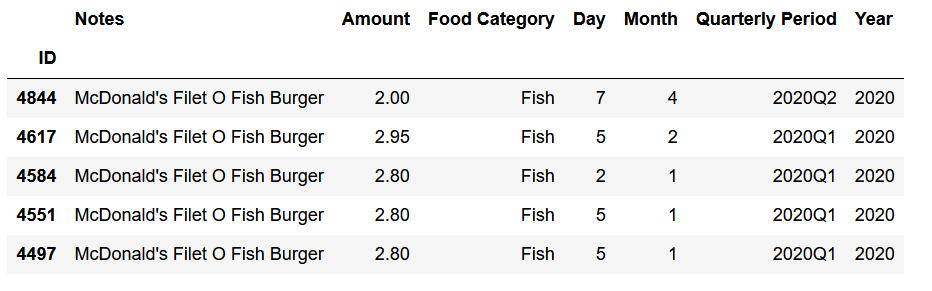 Notes Amount Food Category Day Month Quarterly Period Year
ID
4844 McDonald's Filet O Fish Burger 2.00 Fish 7 4 2020Q2 2020
4617 McDonald's Filet O Fish Burger 2.95 Fish 5 2 2020Q1 2020
4584 McDonald's Filet O Fish Burger 2.80 Fish 2 1 2020Q1 2020
4551 McDonald's Filet O Fish Burger 2.80 Fish 5 1 2020Q1 2020
4497 McDonald's Filet O Fish Burger 2.80 Fish 5 1 2020Q1 2020